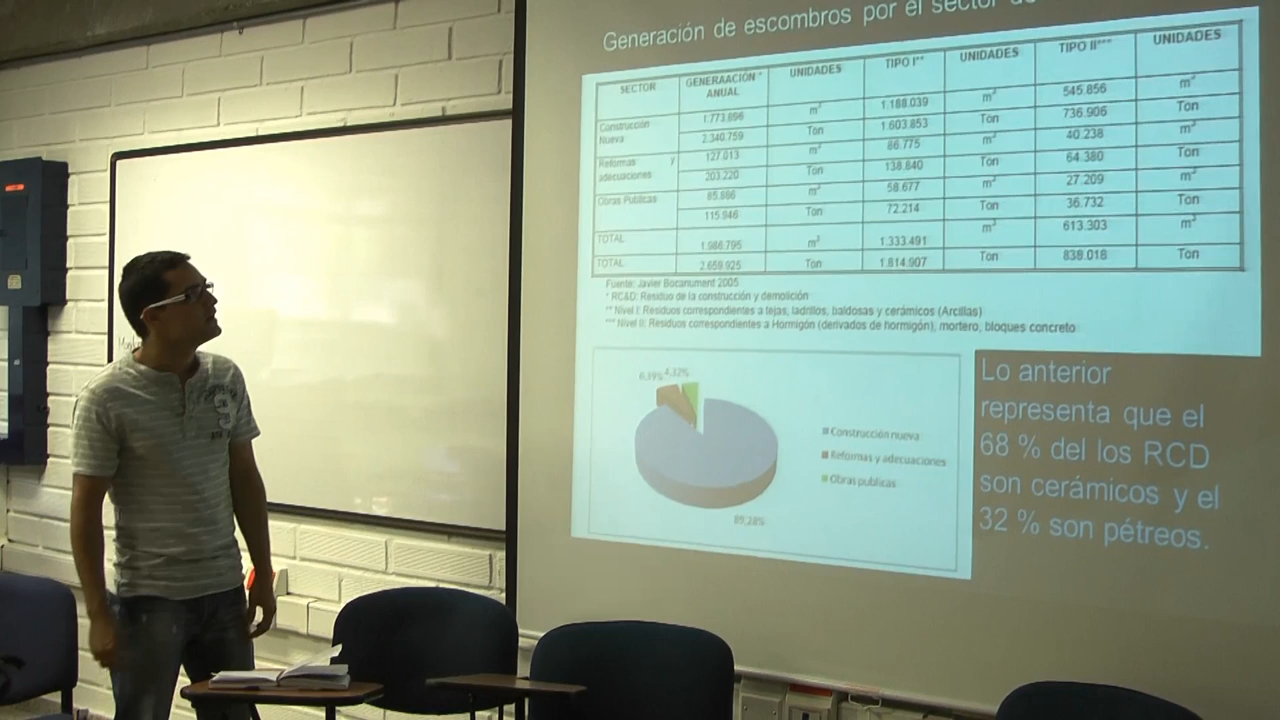 Generación de escombros por el sector de
SECTOR GENERAACIÓN * ANUAL UNIDADES TIPO I** UNIDADES TIPO II*** UNIDADES
Construcción Nueva 1.773.896 m³ 1.188.039 m³ 545.856 m³
2.340.759 Ton 1.603.853 Ton 736.906 Ton
Reformas y adecuaciones 127.013 m³ 86.775 m³ 40.238 m³
203.220 Ton 138.840 Ton 64.380 Ton
Obras Publicas 85.886 m³ 58.677 m³ 27.209 m³
115.946 Ton 72.214 Ton 36.732 Ton
TOTAL 1.986.795 m³ 1.333.491 m³ 613.303 m³
TOTAL 2.659.925 Ton 1.814.907 Ton 838.018 Ton
Fuente: Javier Bocanument 2005
* RC&D: Residuo de la construcción y demolición
** Nivel I: Residuos correspondientes a tejas, ladrillos, baldosas y cerámicos (Arcillas)
*** Nivel II: Residuos correspondientes a Hormigón (derivados de hormigón), mortero, bloques concreto
6,39% 4,32%
89,28%
Construcción nueva
Reformas y adecuaciones
Obras publicas
Lo anterior
representa que el
68 % del los RCD
son cerámicos y el
32 % son pétreos.